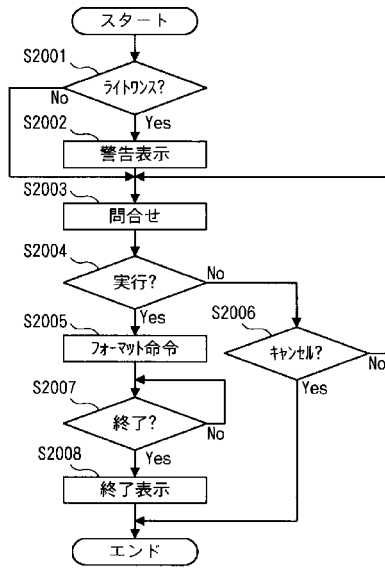 スタート
S2001
ライトワンス?
No
Yes
S2002
警告表示
S2003
問合せ
S2004
実行?
No
Yes
S2005
フォーマット命令
S2006
キャンセル?
No
Yes
S2007
終了?
No
Yes
S2008
終了表示
エンド